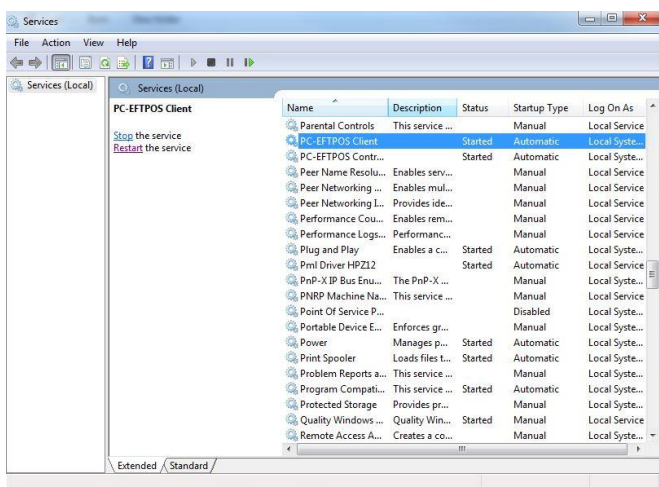 Services
File Action View Help
Services (Local)
Services (Local)
PC-EFTPOS Client
Stop the service
Restart the service
Name Description Status Startup Type Log On As
Parental Controls This service ... Manual Local Service
PC-EFTPOS Client Started Automatic Local Syste...
PC-EFTPOS Contr... Started Automatic Local Syste...
Peer Name Resolu... Enables serv... Manual Local Service
Peer Networking ... Enables mul... Manual Local Service
Peer Networking I... Provides ide... Manual Local Service
Performance Cou... Enables rem... Manual Local Service
Performance Logs... Performanc... Manual Local Service
Plug and Play Enables a c... Started Automatic Local Syste...
Pml Driver HPZ12 Started Automatic Local Service
PnP-X IP Bus Enu... The PnP-X ... Manual Local Syste...
PNRP Machine Na... This service ... Manual Local Service
Point Of Service P... Disabled Local Syste...
Portable Device E... Enforces gr... Manual Local Syste...
Power Manages p... Started Automatic Local Syste...
Print Spooler Loads files t... Started Automatic Local Syste...
Problem Reports a... This service ... Manual Local Syste...
Program Compati... This service ... Started Automatic Local Syste...
Protected Storage Provides pr... Manual Local Syste...
Quality Windows ... Quality Win... Started Manual Local Service
Remote Access A... Creates a co... Manual Local Syste...
Extended Standard